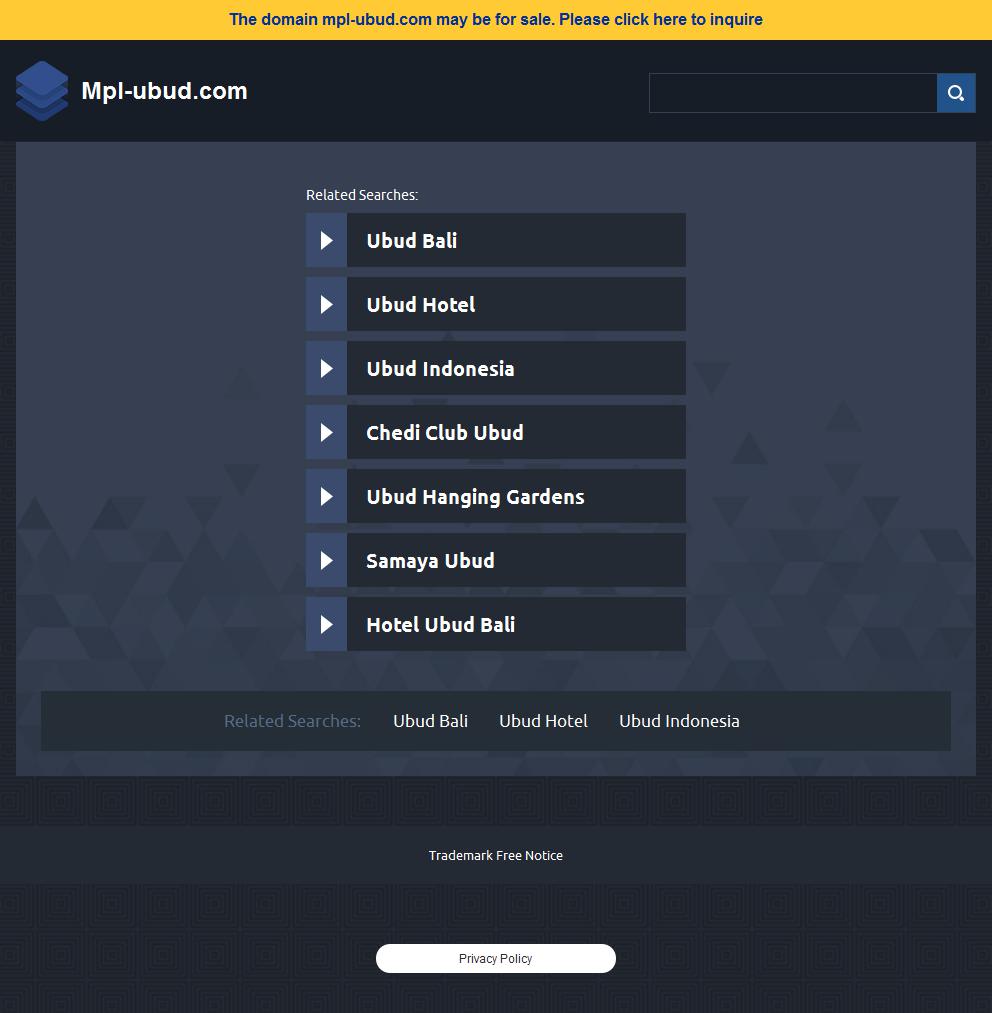 The domain mpl-ubud.com may be for sale. Please click here to inquire
Mpl-ubud.com
Related Searches:
Ubud Bali
Ubud Hotel
Ubud Indonesia
Chedi Club Ubud
Ubud Hanging Gardens
Samaya Ubud
Hotel Ubud Bali
Related Searches: Ubud Bali Ubud Hotel Ubud Indonesia
Trademark Free Notice
Privacy Policy